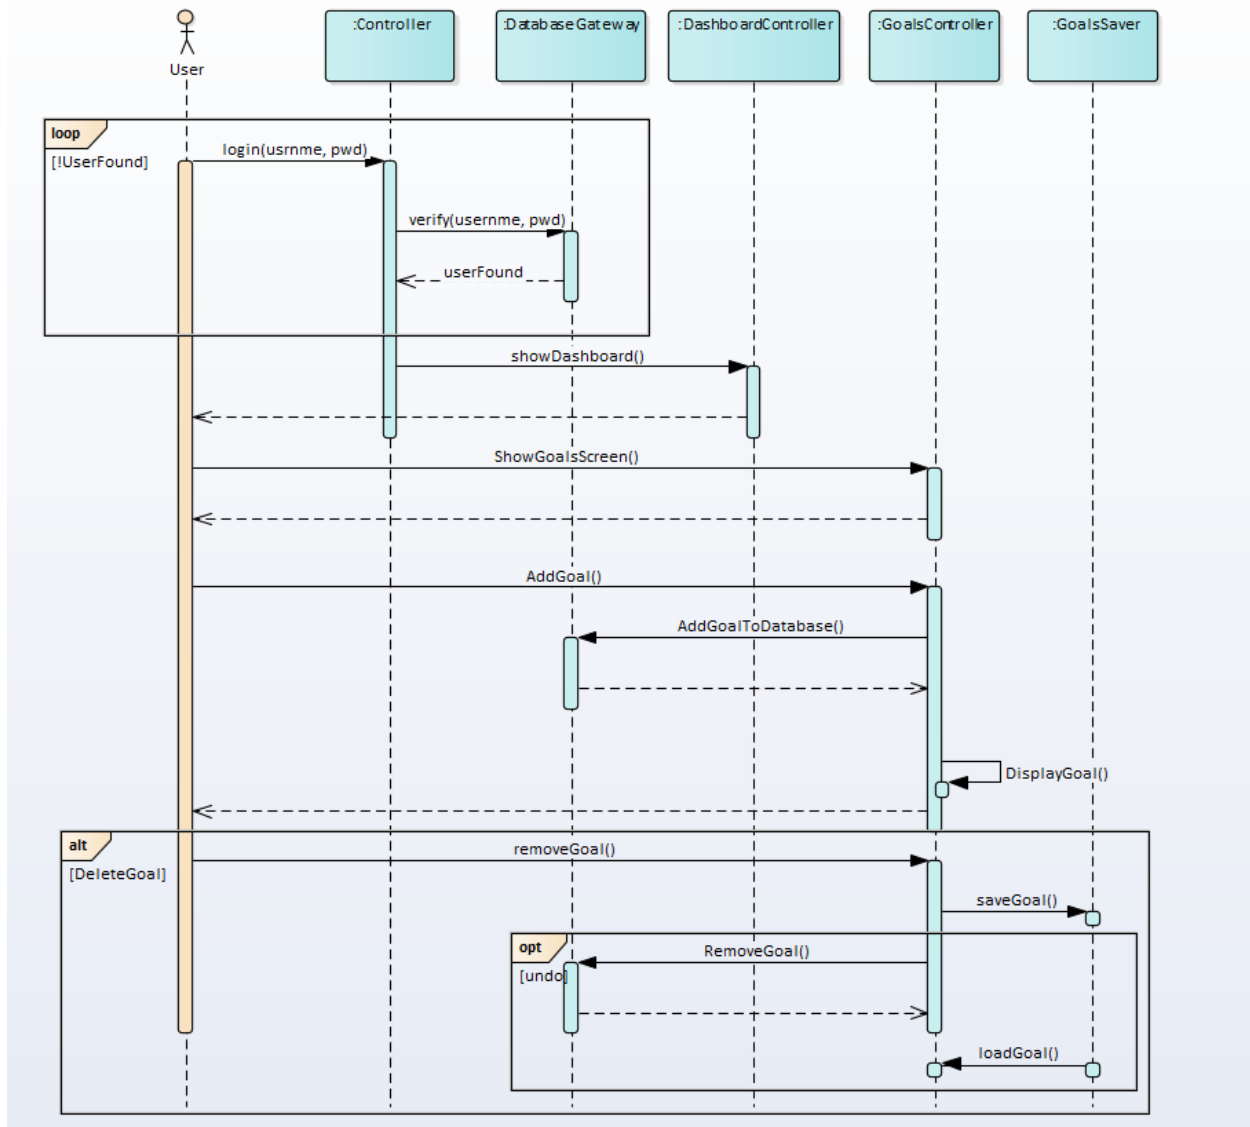 :Controller
:DatabaseGateway
:DashboardController
:GoalsController
:GoalsSaver
User
loop
[!UserFound]
login(usrnme, pwd)
verify(usernme, pwd)
userFound
showDashboard()
ShowGoalsScreen()
AddGoal()
AddGoalToDatabase()
DisplayGoal()
alt
[DeleteGoal]
removeGoal()
saveGoal()
opt
[undo]
RemoveGoal()
loadGoal()